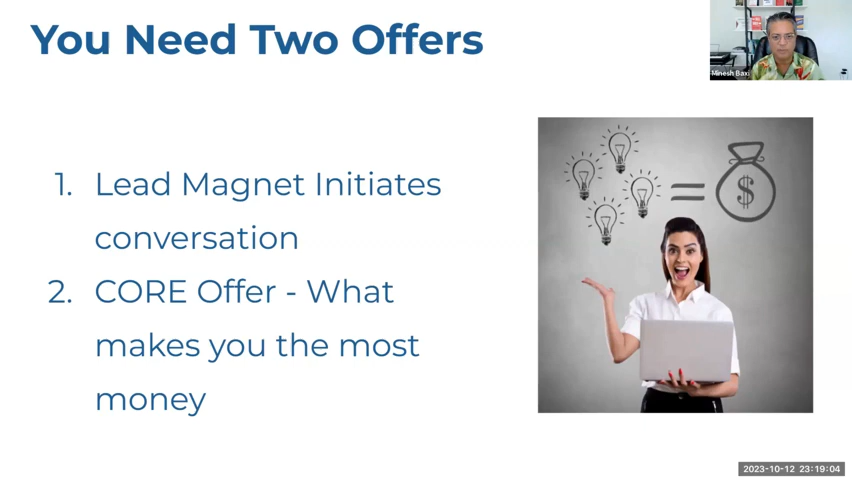 You Need Two Offers
Minesh Baxi
1. Lead Magnet Initiates
conversation
2. CORE Offer - What
makes you the most
money
$
2023-10-12 23:19:04